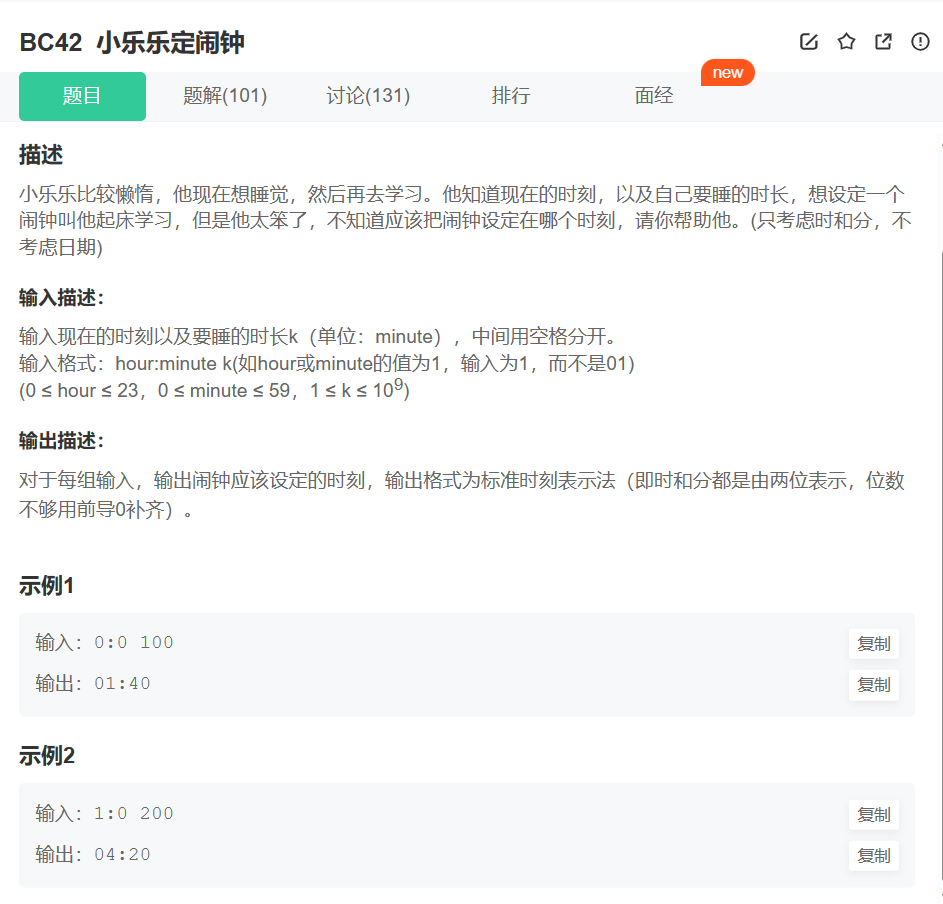 BC42 小乐乐定闹钟
new
题目 题解(101) 讨论(131) 排行 面经
描述
小乐乐比较懒惰，他现在想睡觉，然后再去学习。他知道现在的时刻，以及自己要睡的时长，想设定一个
闹钟叫他起床学习，但是他太笨了，不知道应该把闹钟设定在哪个时刻，请你帮助他。(只考虑时和分，不
考虑日期)
输入描述：
输入现在的时刻以及要睡的时长k（单位：minute），中间用空格分开。
输入格式：hour:minute k(如hour或minute的值为1，输入为1，而不是01)
(0 ≤ hour ≤ 23，0 ≤ minute ≤ 59，1 ≤ k ≤ 10⁹)
输出描述：
对于每组输入，输出闹钟应该设定的时刻，输出格式为标准时刻表示法（即时和分都是由两位表示，位数
不够用前导0补齐）。
示例1
输入：0:0 100 复制
输出：01:40 复制
示例2
输入：1:0 200 复制
输出：04:20 复制